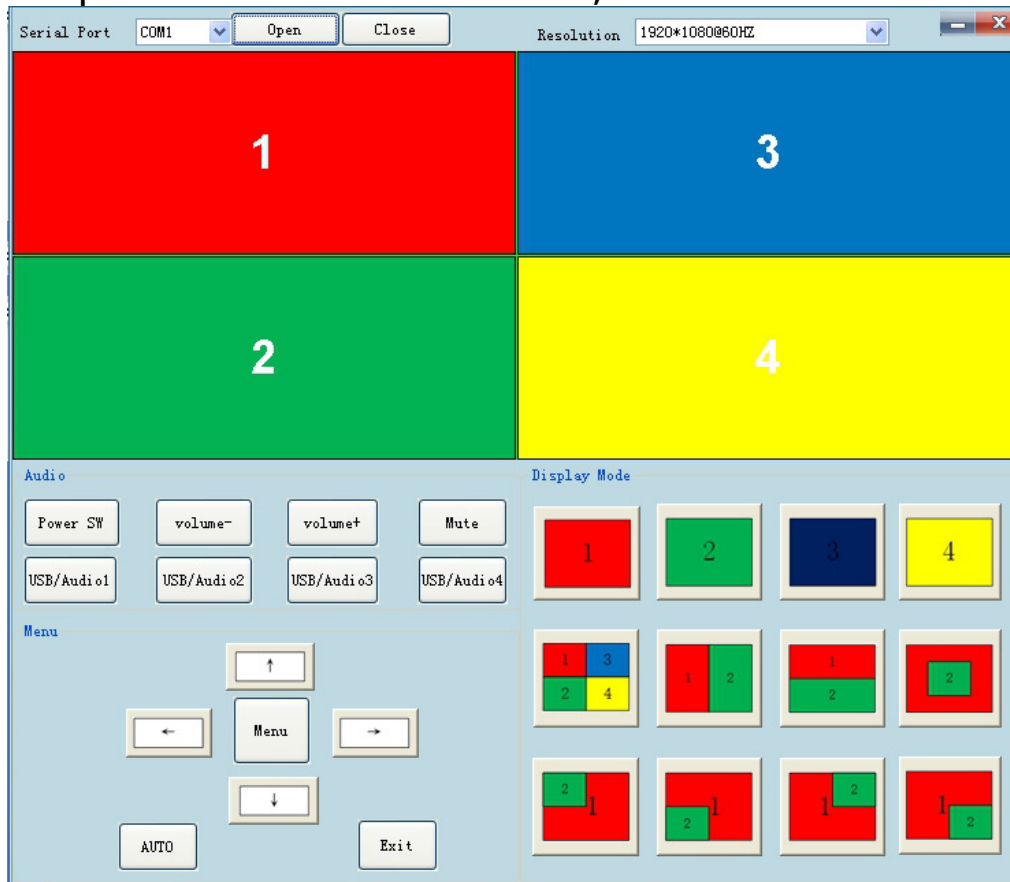 Serial Port COM1 Open Close Resolution 1920*1080@60HZ
1 3
2 4
Audio
Power SW volume- volume+ Mute
USB/Audio1 USB/Audio2 USB/Audio3 USB/Audio4
Menu
↑
← Menu →
↓
AUTO Exit
Display Mode
1 2 3 4
1 3 1 2 1 2
2 4 2
2 1 1 2 1 2 1 2